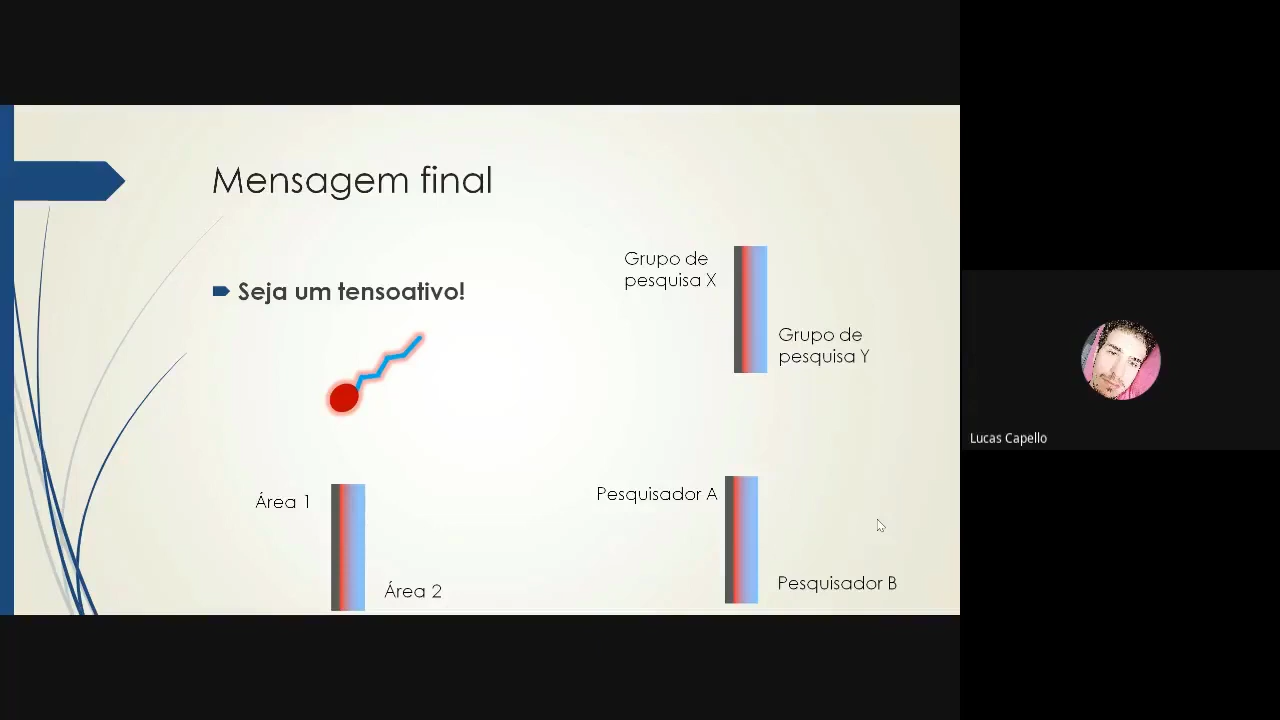 Mensagem final
Seja um tensoativo!
Grupo de
pesquisa X
Grupo de
pesquisa Y
Área 1
Área 2
Pesquisador A
Pesquisador B
Lucas Capello